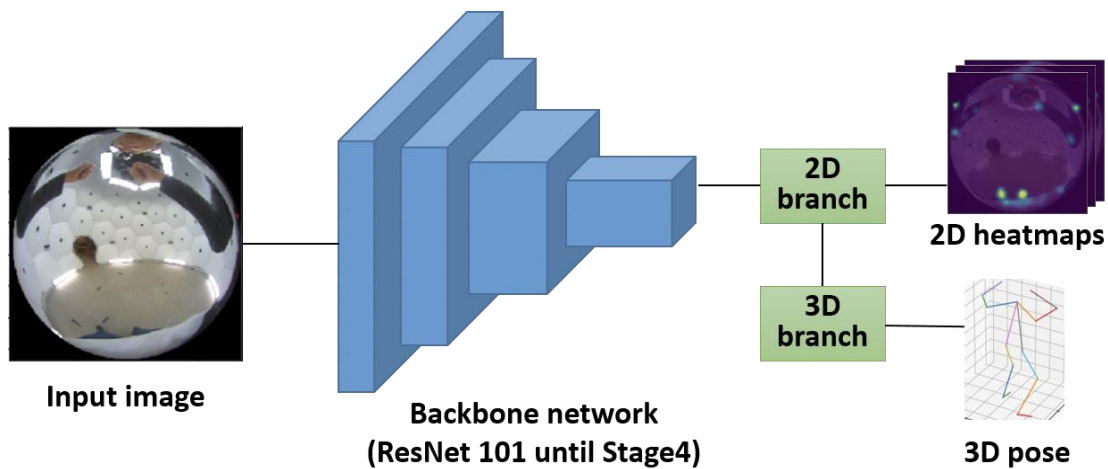 Input image
Backbone network
(ResNet 101 until Stage4)
2D
branch
3D
branch
2D heatmaps
3D pose